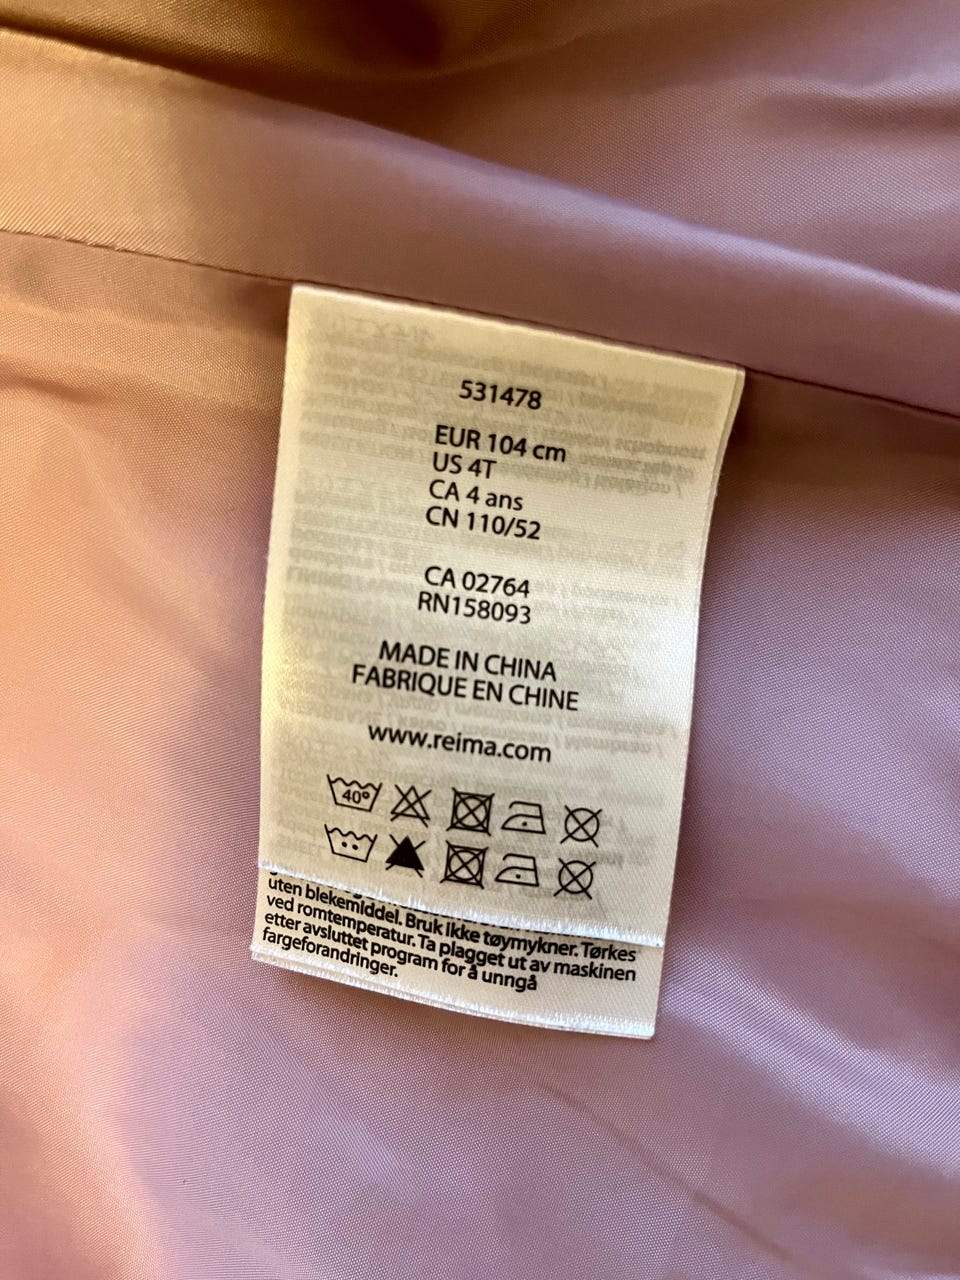 531478
EUR 104 cm
US 4T
CA 4 ans
CN 110/52
CA 02764
RN158093
MADE IN CHINA
FABRIQUE EN CHINE
www.reima.com
40º
uten blekemiddel. Bruk ikke tøymykner. Tørkes
ved romtemperatur. Ta plagget ut av maskinen
etter avsluttet program for å unngå
fargeforandringer.